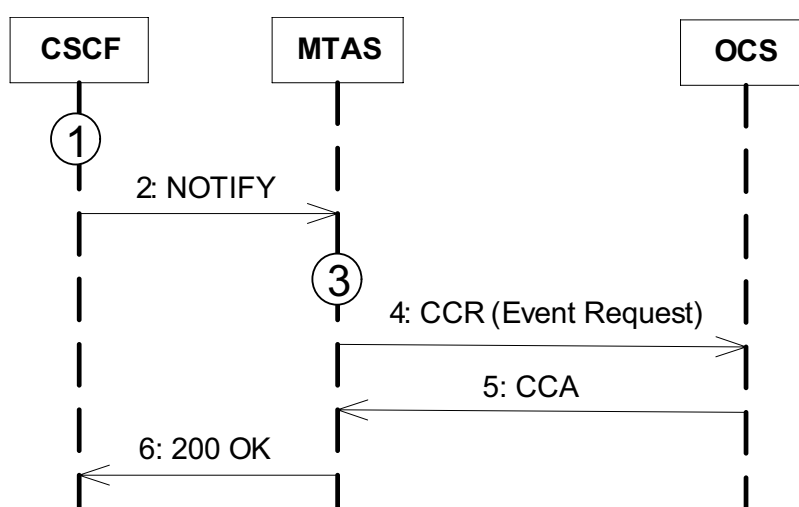 CSCF
MTAS
OCS
1
2: NOTIFY
3
4: CCR (Event Request)
5: CCA
6: 200 OK